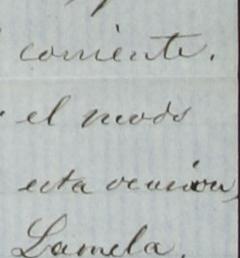 corriente.
el modo
esta ocasion,
Lamela.